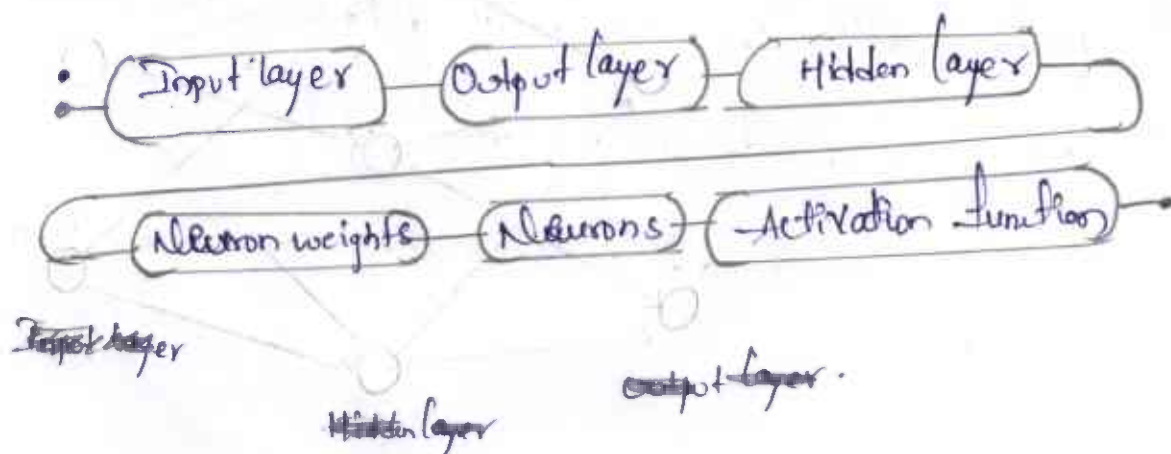 Input layer Output layer Hidden layer
Neuron weights Neurons Activation function
Input layer
Output layer.
Hidden layer